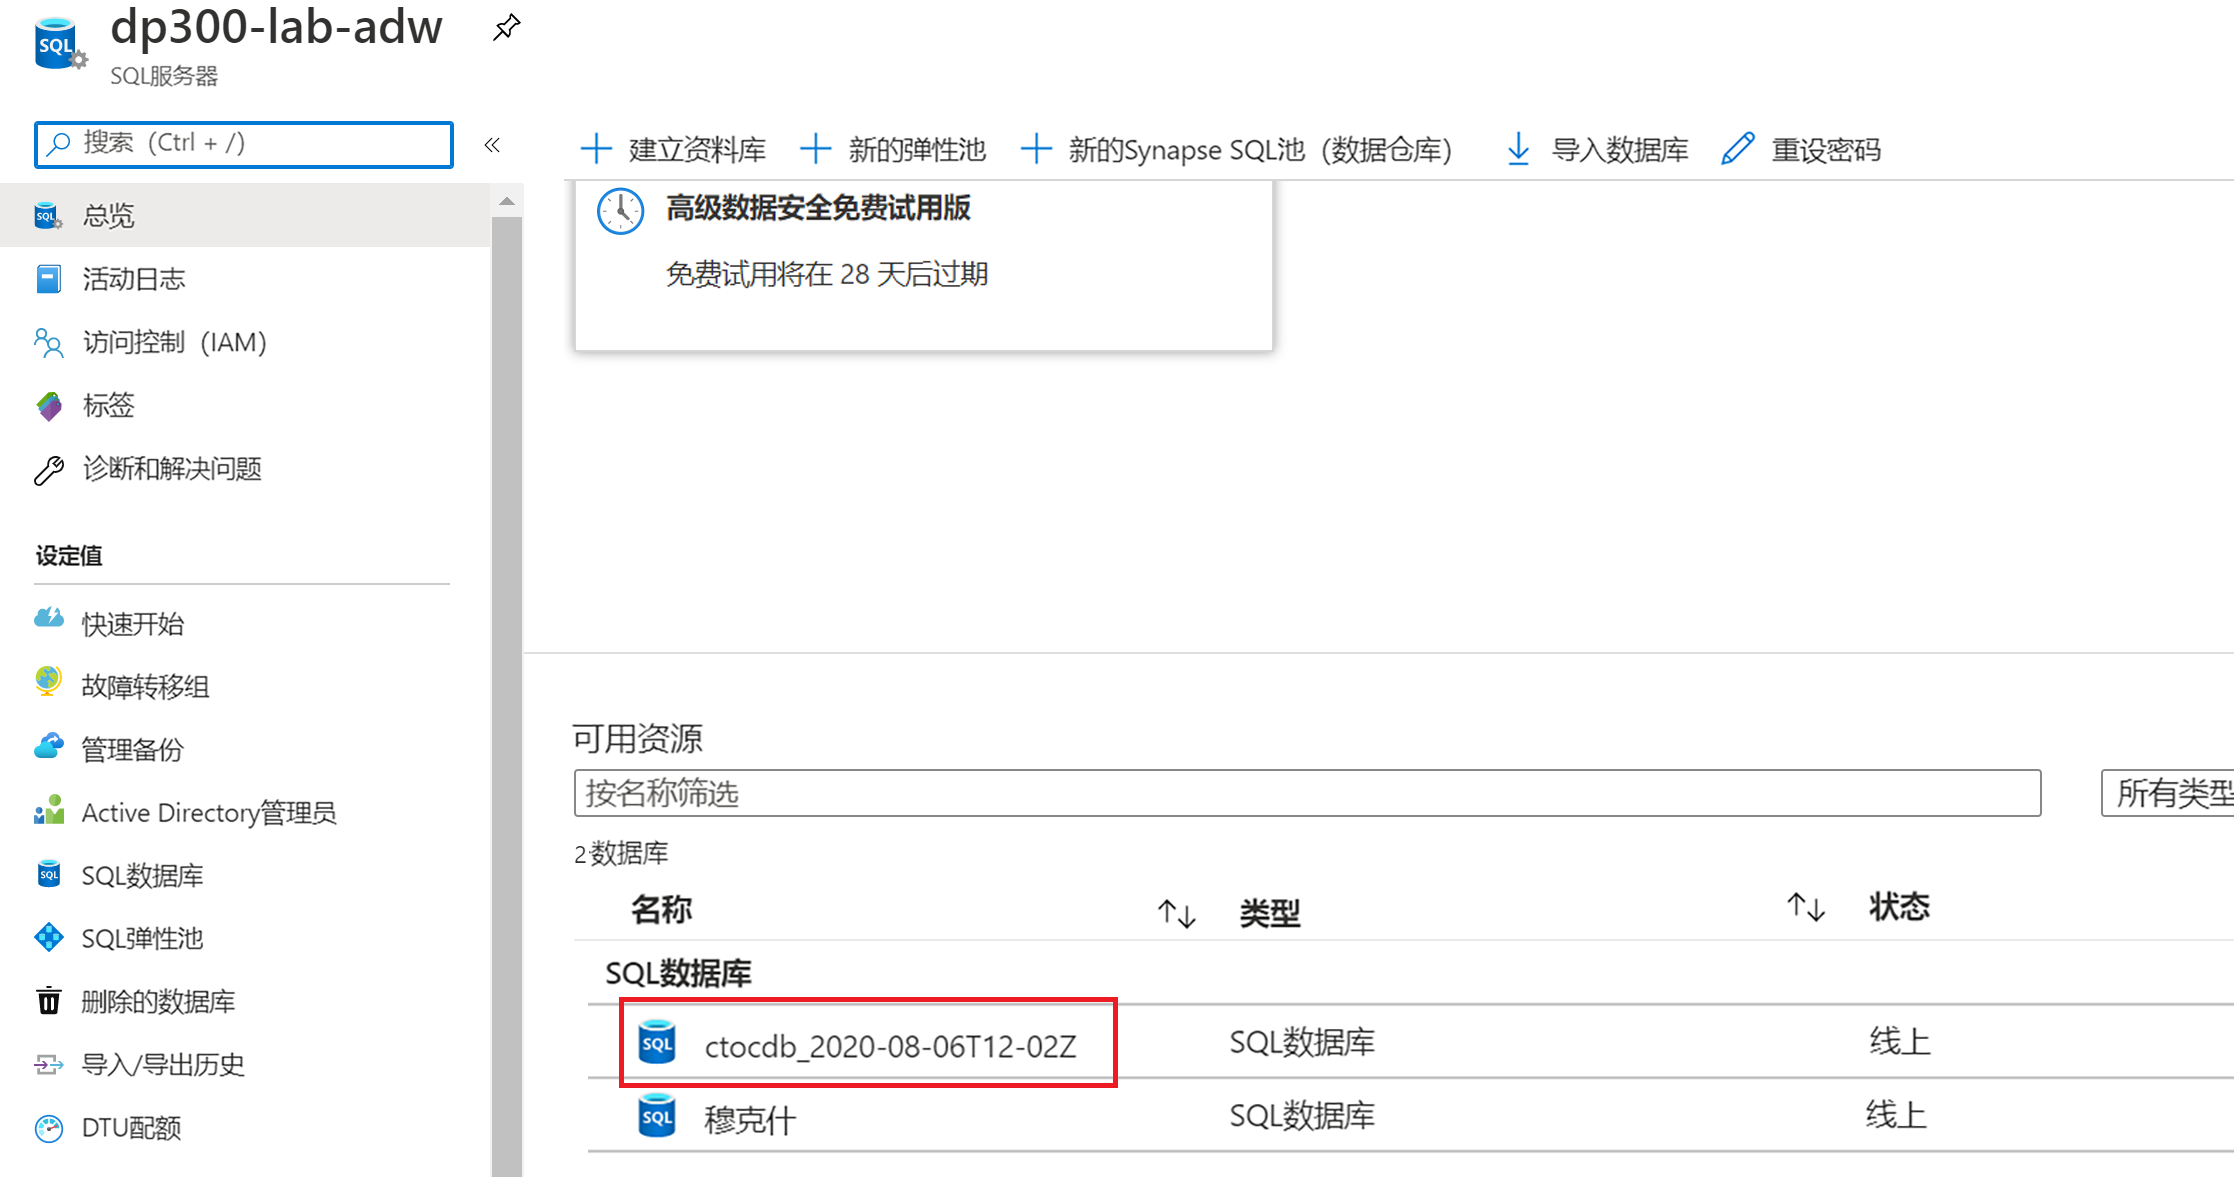 dp300-lab-adw
SQL服务器
搜索（Ctrl + /)
«
建立资料库
新的弹性池
新的Synapse SQL池（数据仓库）
导入数据库
重设密码
总览
活动日志
访问控制（IAM）
标签
诊断和解决问题
设定值
快速开始
故障转移组
管理备份
Active Directory管理员
SQL数据库
SQL弹性池
删除的数据库
导入/导出历史
DTU配额
高级数据安全免费试用版
免费试用将在 28 天后过期
可用资源
按名称筛选
所有类型
2数据库
名称
类型
状态
SQL数据库
ctocdb_2020-08-06T12-02Z
SQL数据库
线上
穆克什
SQL数据库
线上